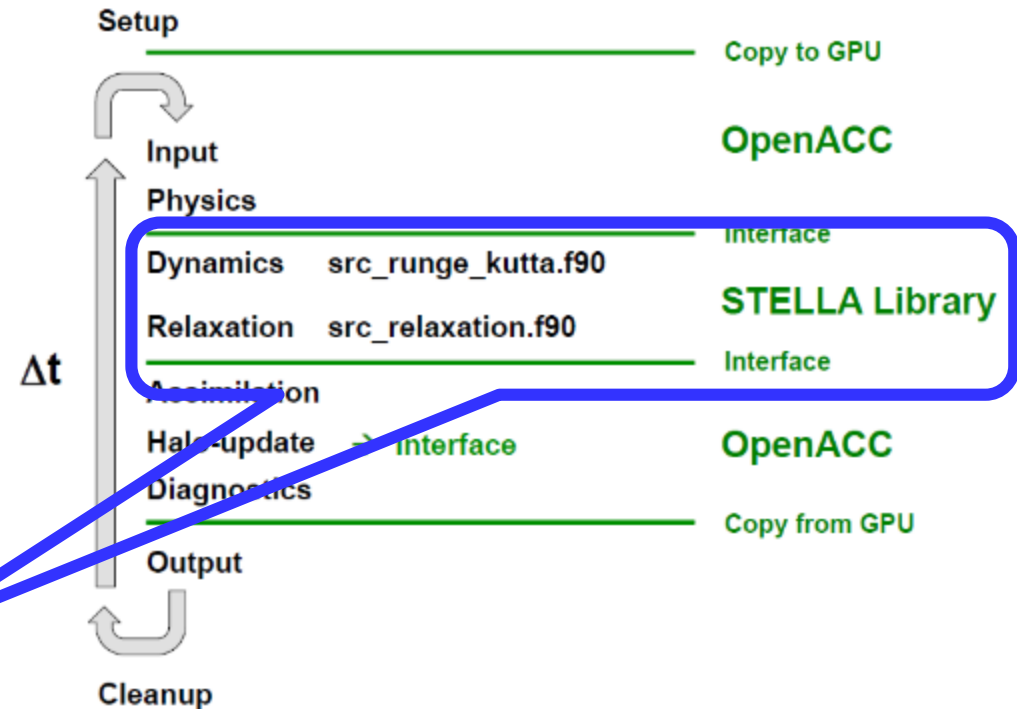 Setup
Copy to GPU
Input
OpenACC
Physics
Interface
Dynamics src_runge_kutta.f90
STELLA Library
Relaxation src_relaxation.f90
Interface
Δt
Assimilation
Halo-update → Interface
OpenACC
Diagnostics
Copy from GPU
Output
Cleanup